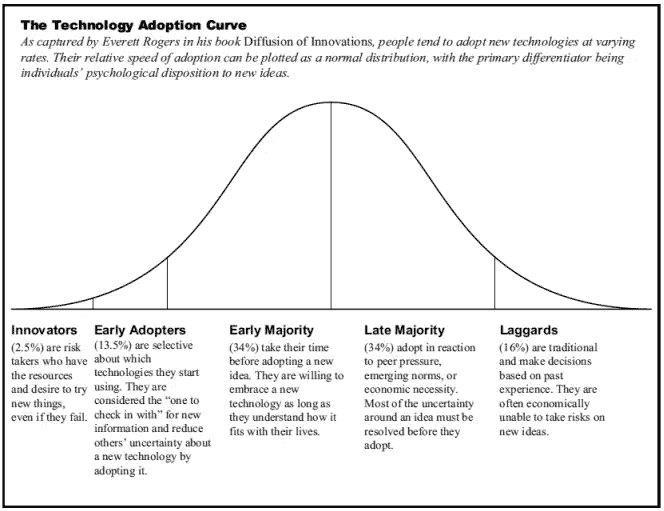 The Technology Adoption Curve
As captured by Everett Rogers in his book Diffusion of Innovations, people tend to adopt new technologies at varying
rates. Their relative speed of adoption can be plotted as a normal distribution, with the primary differentiator being
individuals' psychological disposition to new ideas.
Innovators
(2.5%) are risk
takers who have
the resources
and desire to try
new things,
even if they fail.
Early Adopters
(13.5%) are selective
about which
technologies they start
using. They are
considered the “one to
check in with” for new
information and reduce
others' uncertainty about
a new technology by
adopting it.
Early Majority
(34%) take their time
before adopting a new
idea. They are willing to
embrace a new
technology as long as
they understand how it
fits with their lives.
Late Majority
(34%) adopt in reaction
to peer pressure,
emerging norms, or
economic necessity.
Most of the uncertainty
around an idea must be
resolved before they
adopt.
Laggards
(16%) are traditional
and make decisions
based on past
experience. They are
often economically
unable to take risks on
new ideas.